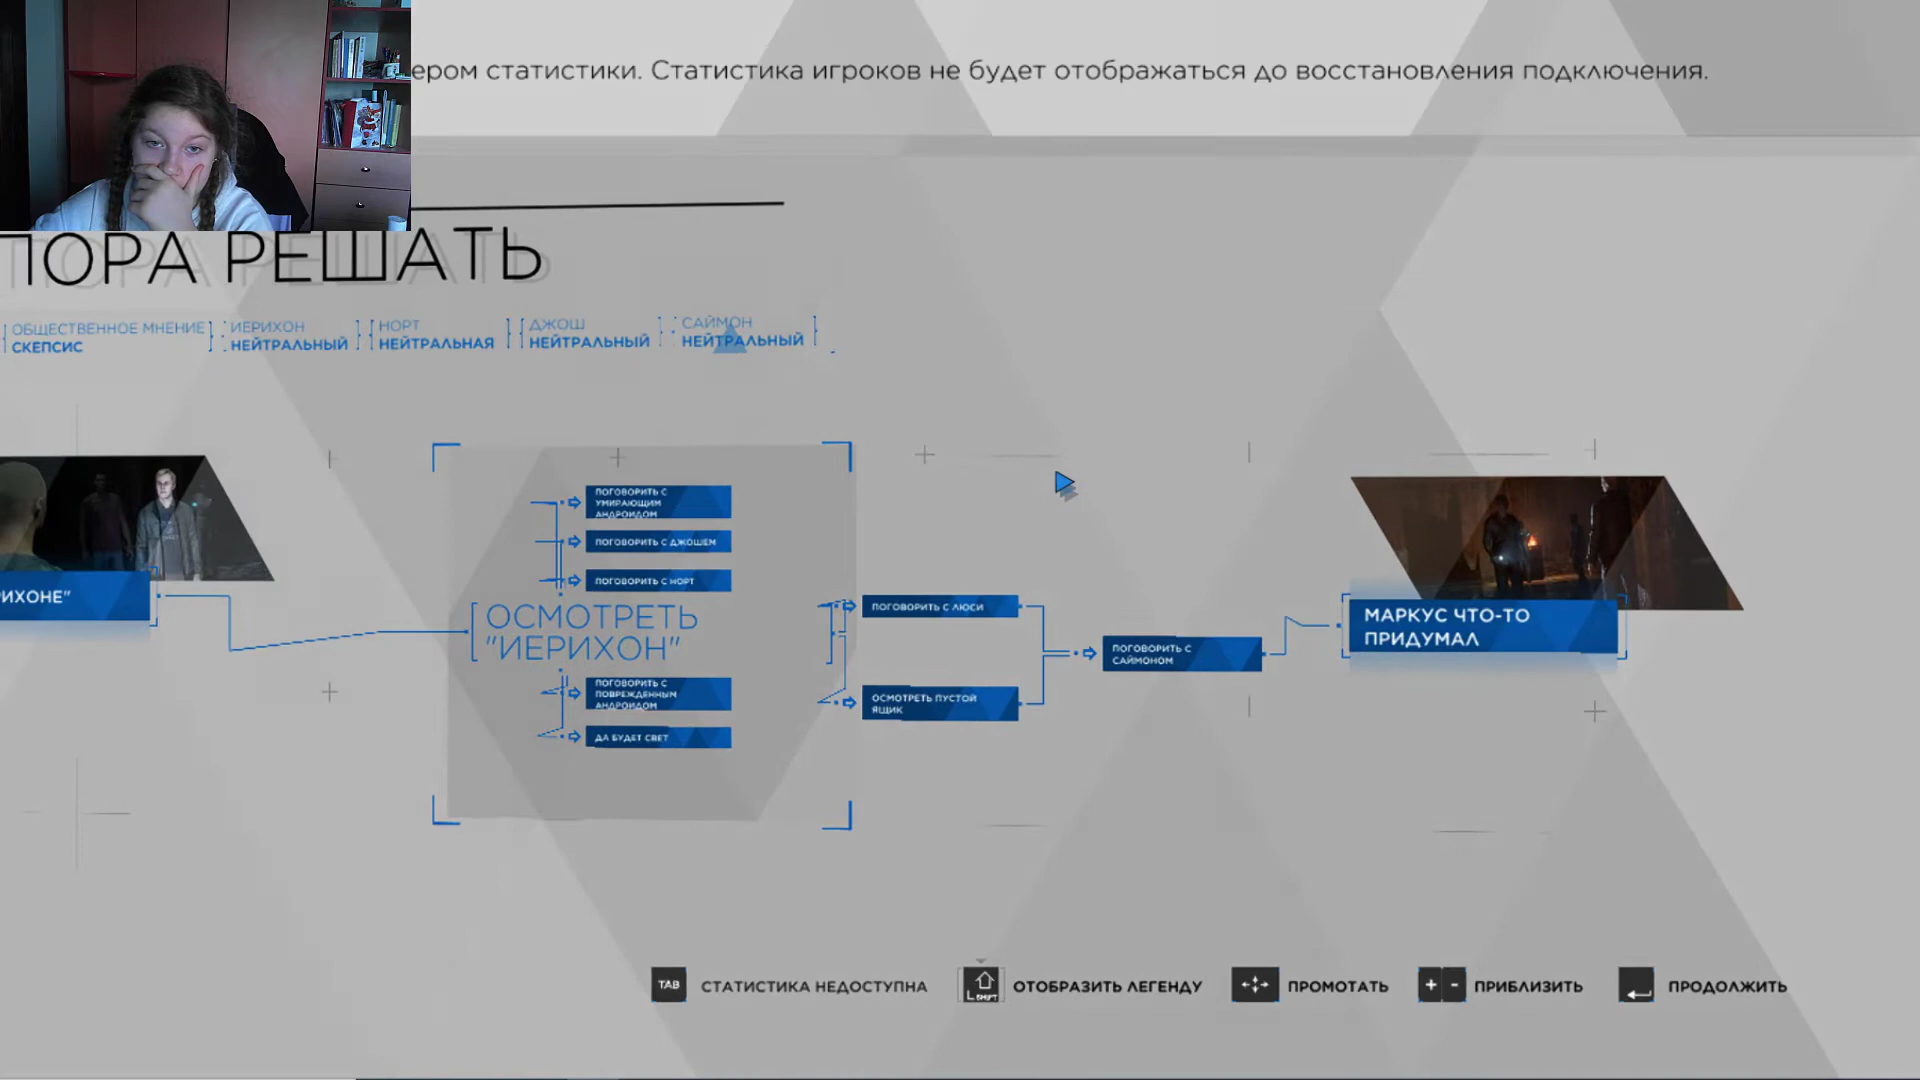 ером статистики. Статистика игроков не будет отображаться до восстановления подключения.
ПОРА РЕШАТЬ
ОБЩЕСТВЕННОЕ МНЕНИЕ
СКЕПСИС
ИЕРИХОН
НЕЙТРАЛЬНЫЙ
НОРТ
НЕЙТРАЛЬНАЯ
ДЖОШ
НЕЙТРАЛЬНЫЙ
САЙМОН
НЕЙТРАЛЬНЫЙ
ИХОНЕ"
ПОГОВОРИТЬ С
УМИРАЮЩИМ
АНДРОИДОМ
ПОГОВОРИТЬ С ДЖОШЕМ
ПОГОВОРИТЬ С НОРТ
ОСМОТРЕТЬ
"ИЕРИХОН"
ПОГОВОРИТЬ С
ПОВРЕЖДЕННЫМ
АНДРОИДОМ
ДА БУДЕТ СВЕТ
ПОГОВОРИТЬ С ЛЮСИ
ОСМОТРЕТЬ ПУСТОЙ
ЯЩИК
ПОГОВОРИТЬ С
САЙМОНОМ
МАРКУС ЧТО-ТО
ПРИДУМАЛ
TAB СТАТИСТИКА НЕДОСТУПНА
L SHIFT ОТОБРАЗИТЬ ЛЕГЕНДУ
ПРОМОТАТЬ
+ - ПРИБЛИЗИТЬ
ПРОДОЛЖИТЬ